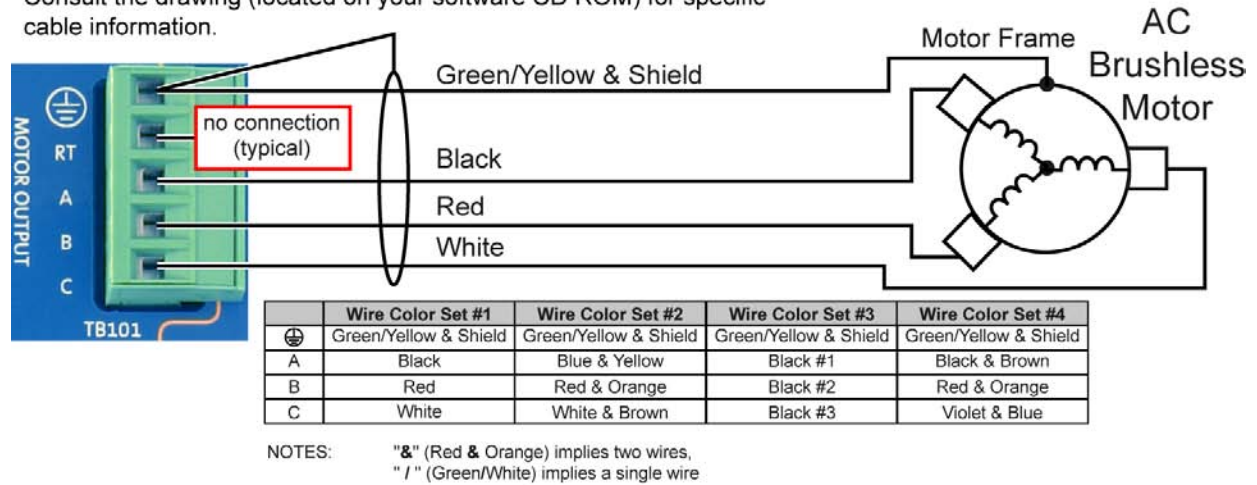 cable information.
Motor Frame
AC
Brushless
Motor
Green/Yellow & Shield
no connection
(typical)
Black
Red
White
MOTOR OUTPUT
RT
A
B
C
TB101
Wire Color Set #1 Wire Color Set #2 Wire Color Set #3 Wire Color Set #4
Green/Yellow & Shield Green/Yellow & Shield Green/Yellow & Shield Green/Yellow & Shield
A Black Blue & Yellow Black #1 Black & Brown
B Red Red & Orange Black #2 Red & Orange
C White White & Brown Black #3 Violet & Blue
NOTES: "&" (Red & Orange) implies two wires,
" / " (Green/White) implies a single wire